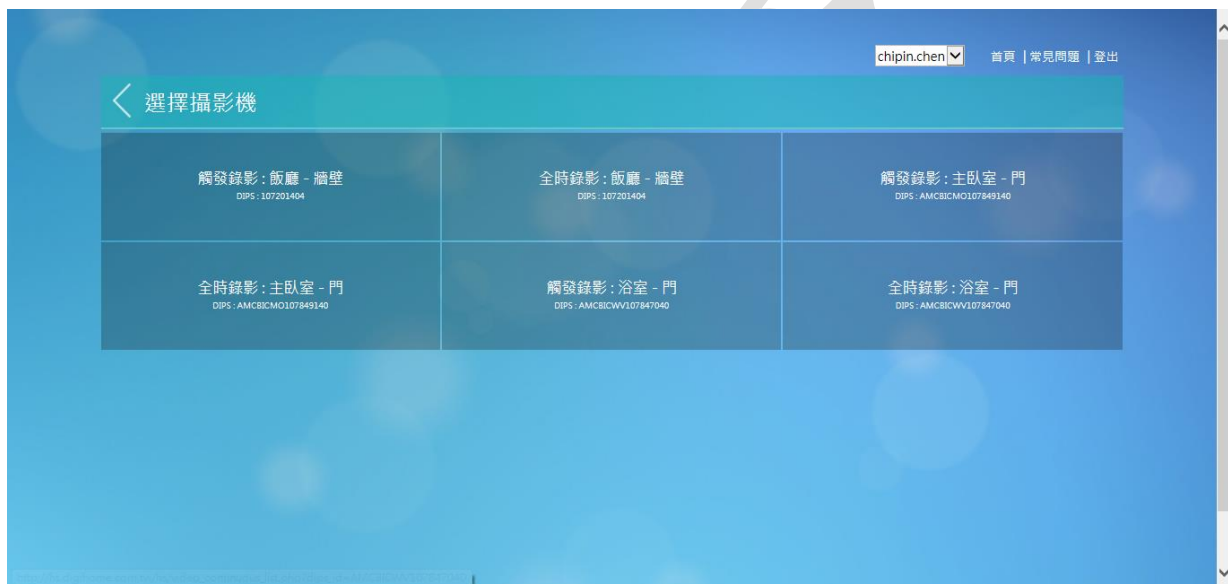 chipin.chen
首頁 | 常見問題 | 登出
選擇攝影機
觸發錄影 : 飯廳 - 牆壁
DIPS : 107201404
全時錄影 : 飯廳 - 牆壁
DIPS : 107201404
觸發錄影 : 主臥室 - 門
DIPS : AMCBICMO107849140
全時錄影 : 主臥室 - 門
DIPS : AMCBICMO107849140
觸發錄影 : 浴室 - 門
DIPS : AMCBICWV107847040
全時錄影 : 浴室 - 門
DIPS : AMCBICWV107847040